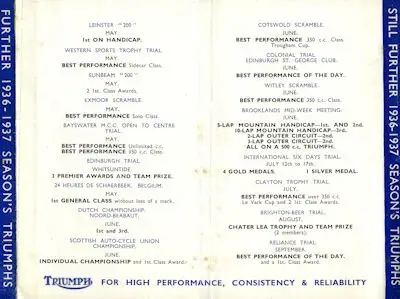 FURTHER 1936-1937 SEASON'S TRIUMPHS
LEINSTER "200"
MAY.
1st ON HANDICAP.
WESTERN SPORTS TROPHY TRIAL.
MAY.
BEST PERFORMANCE Sidecar Class.
SUNBEAM "200"
MAY.
2 1st Class Awards.
EXMOOR SCRAMBLE.
MAY.
BEST PERFORMANCE Solo Class.
BAYSWATER M.C.C. OPEN TO CENTRE
TRIAL.
MAY.
BEST PERFORMANCE Unlimited c.c.
BEST PERFORMANCE 350 c.c. Class.
EDINBURGH TRIAL.
WHITSUNTIDE.
3 PREMIER AWARDS AND TEAM PRIZE.
24 HEURES DE SCHAERBEEK. BELGIUM.
MAY.
1st GENERAL CLASS without loss of a mark.
DUTCH CHAMPIONSHIP.
NOORD-BRABANT.
JUNE.
1st and 3rd.
SCOTTISH AUTO-CYCLE UNION
CHAMPIONSHIP.
JUNE.
INDIVIDUAL CHAMPIONSHIP and 1st Class Award.
COTSWOLD SCRAMBLE.
JUNE.
BEST PERFORMANCE 350 c.c. Class.
Trougham Cup.
COLONIAL TRIAL.
EDINBURGH ST. GEORGE CLUB.
JUNE.
BEST PERFORMANCE OF THE DAY.
WITLEY SCRAMBLE.
JUNE.
BEST PERFORMANCE 250 c.c. Class.
BROOKLANDS MID-WEEK MEETING.
JUNE.
5-LAP MOUNTAIN HANDICAP—1st. AND 2nd.
10-LAP MOUNTAIN HANDICAP—3rd.
2-LAP OUTER CIRCUIT—2nd.
3-LAP OUTER CIRCUIT—2nd.
ALL ON A 500 c.c. TRIUMPH.
INTERNATIONAL SIX DAYS TRIAL.
JULY 12th to 17th.
4 GOLD MEDALS. 1 SILVER MEDAL.
CLAYTON TROPHY TRIAL.
JULY.
BEST PERFORMANCE over 356 c.c.
Le Vack Cup and 2 1st. Class Awards.
BRIGHTON-BEER TRIAL.
AUGUST.
CHATER LEA TROPHY AND TEAM PRIZE
(2 members).
RELIANCE TRIAL.
SEPTEMBER.
BEST PERFORMANCE OF THE DAY.
and a 1st. Class Award.
STILL FURTHER 1936-1937 SEASON'S TRIUMPHS
TRIUMPH FOR HIGH PERFORMANCE, CONSISTENCY & RELIABILITY